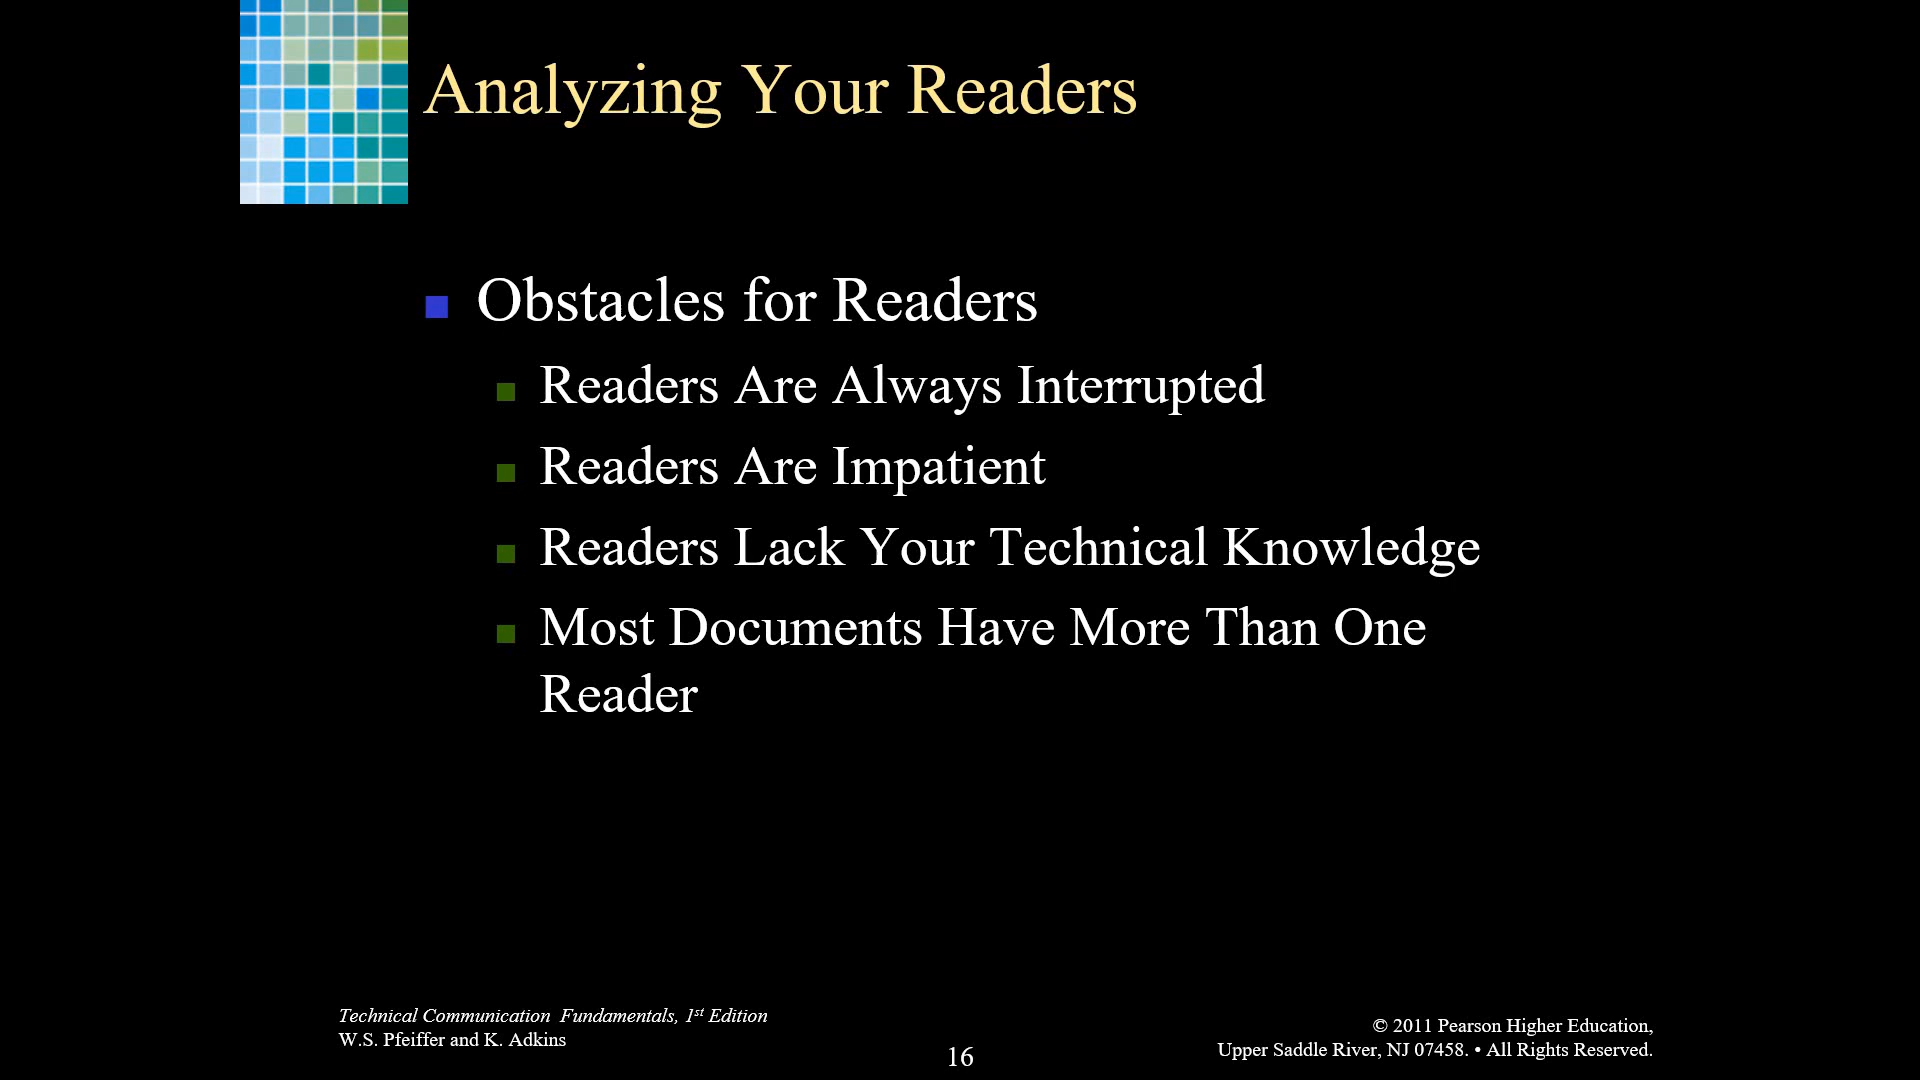 Analyzing Your Readers
Obstacles for Readers
Readers Are Always Interrupted
Readers Are Impatient
Readers Lack Your Technical Knowledge
Most Documents Have More Than One
Reader
Technical Communication  Fundamentals, 1st Edition
W.S. Pfeiffer and K. Adkins
16
© 2011 Pearson Higher Education,
Upper Saddle River, NJ 07458. • All Rights Reserved.